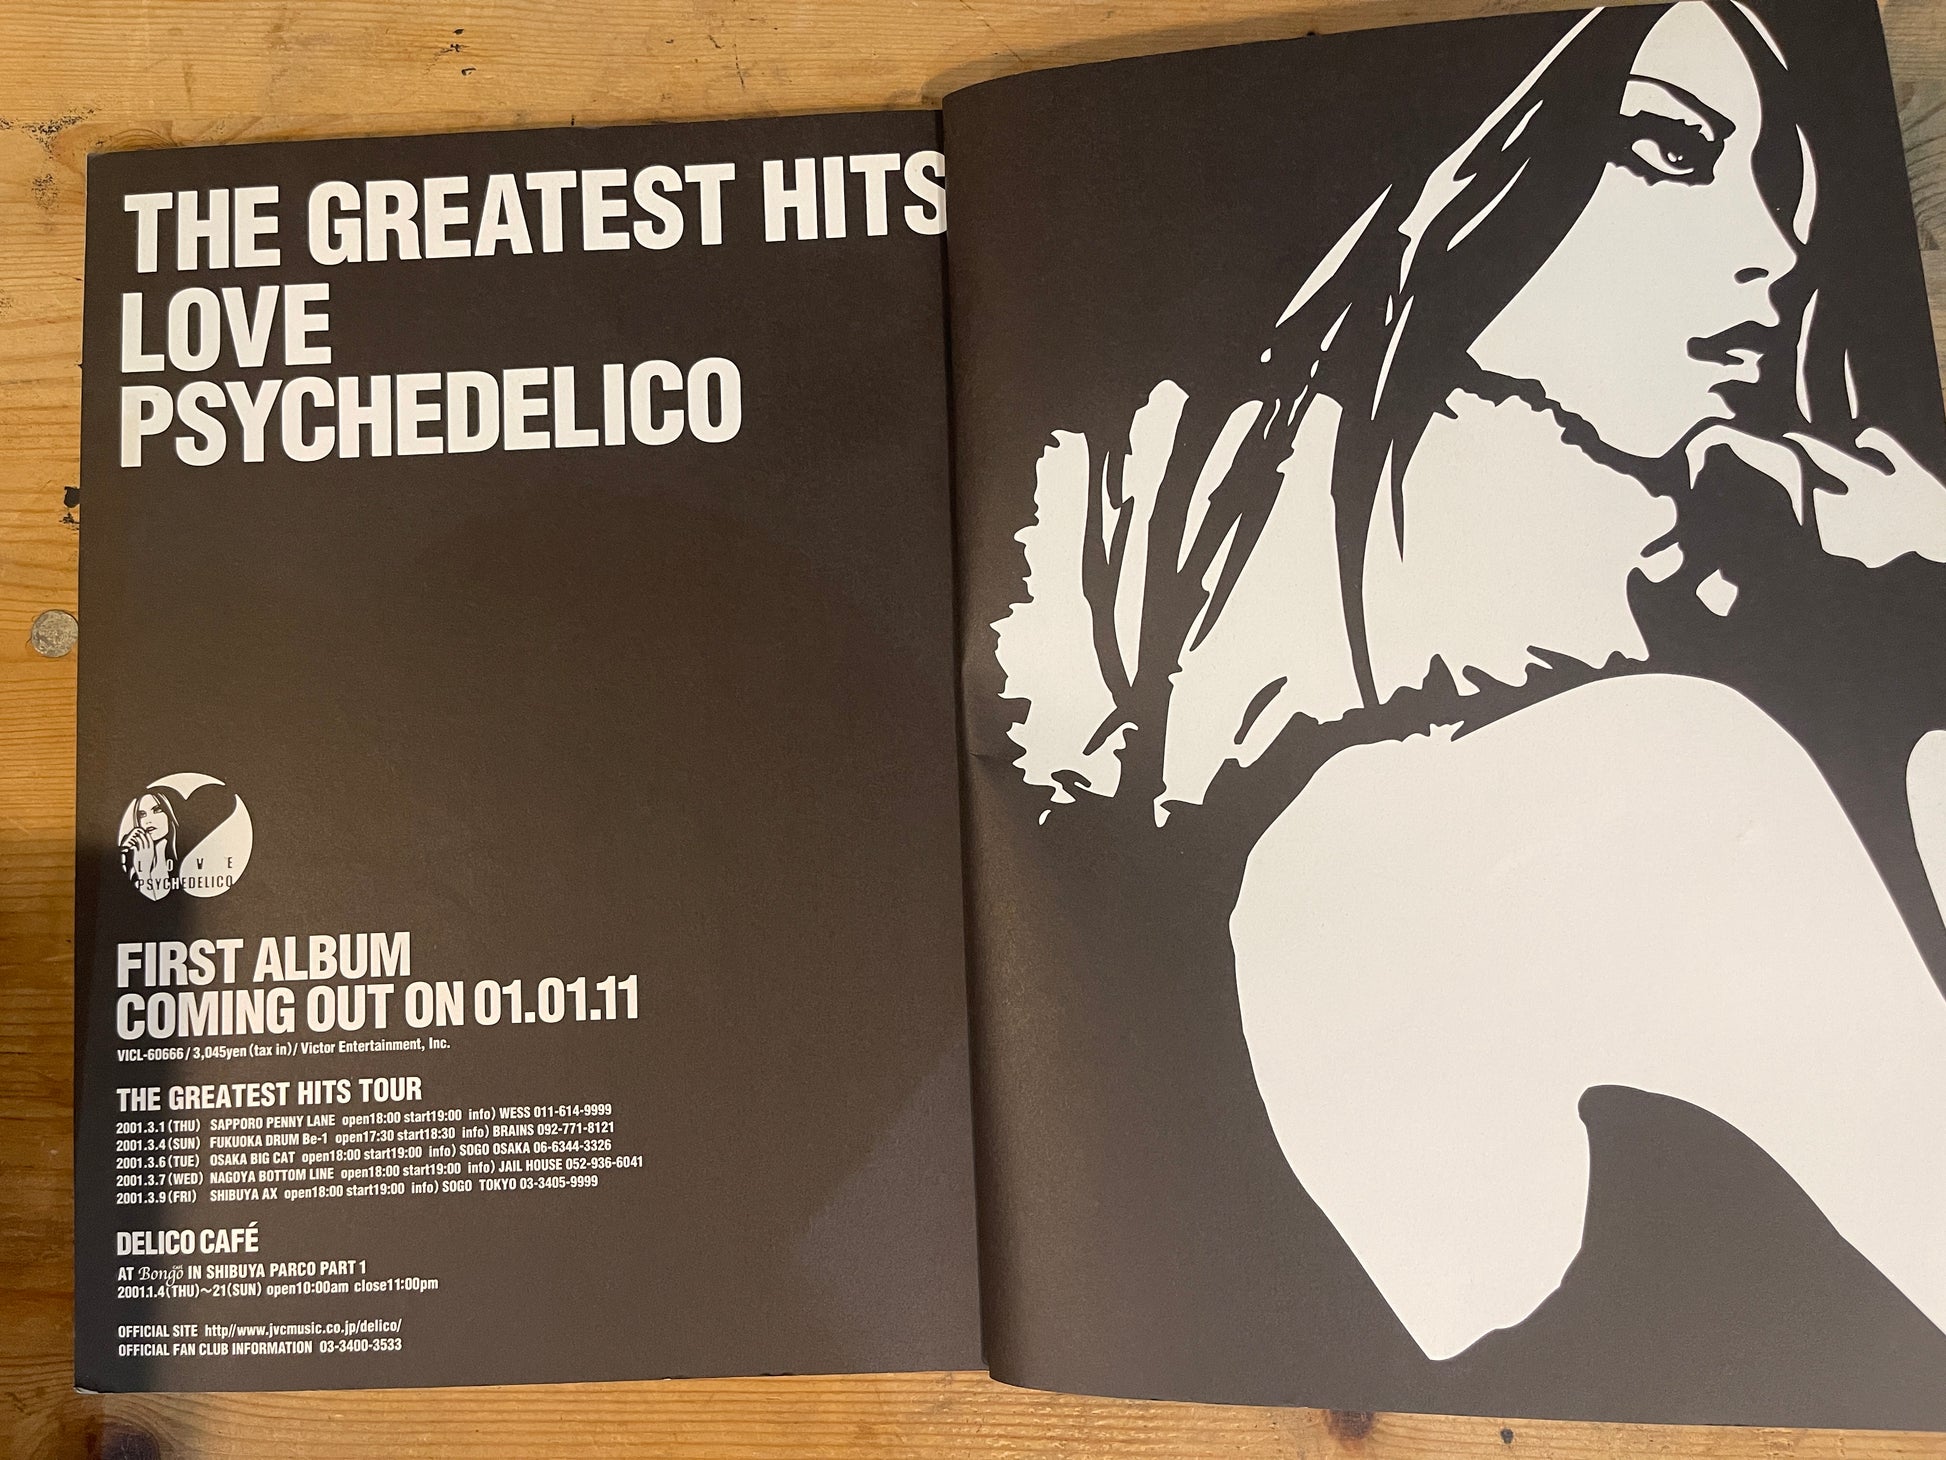 THE GREATEST HITS
LOVE
PSYCHEDELICO
LOVE
PSYCHEDELICO
FIRST ALBUM
COMING OUT ON 01.01.11
VICL-60666 / 3,045yen (tax in) / Victor Entertainment, Inc.
THE GREATEST HITS TOUR
2001.3.1 (THU) SAPPORO PENNY LANE open18:00 start19:00 info) WESS 011-614-9999
2001.3.4 (SUN) FUKUOKA DRUM Be-1 open17:30 start18:30 info) BRAINS 092-771-8121
2001.3.6 (TUE) OSAKA BIG CAT open18:00 start19:00 info) SOGO OSAKA 06-6344-3326
2001.3.7 (WED) NAGOYA BOTTOM LINE open18:00 start19:00 info) JAIL HOUSE 052-936-6041
2001.3.9 (FRI) SHIBUYA AX open18:00 start19:00 info) SOGO TOKYO 03-3405-9999
DELICO CAFÉ
AT Bongo IN SHIBUYA PARCO PART 1
2001.1.4(THU)~21(SUN) open10:00am close11:00pm
OFFICIAL SITE http//www.jvcmusic.co.jp/delico/
OFFICIAL FAN CLUB INFORMATION 03-3400-3533